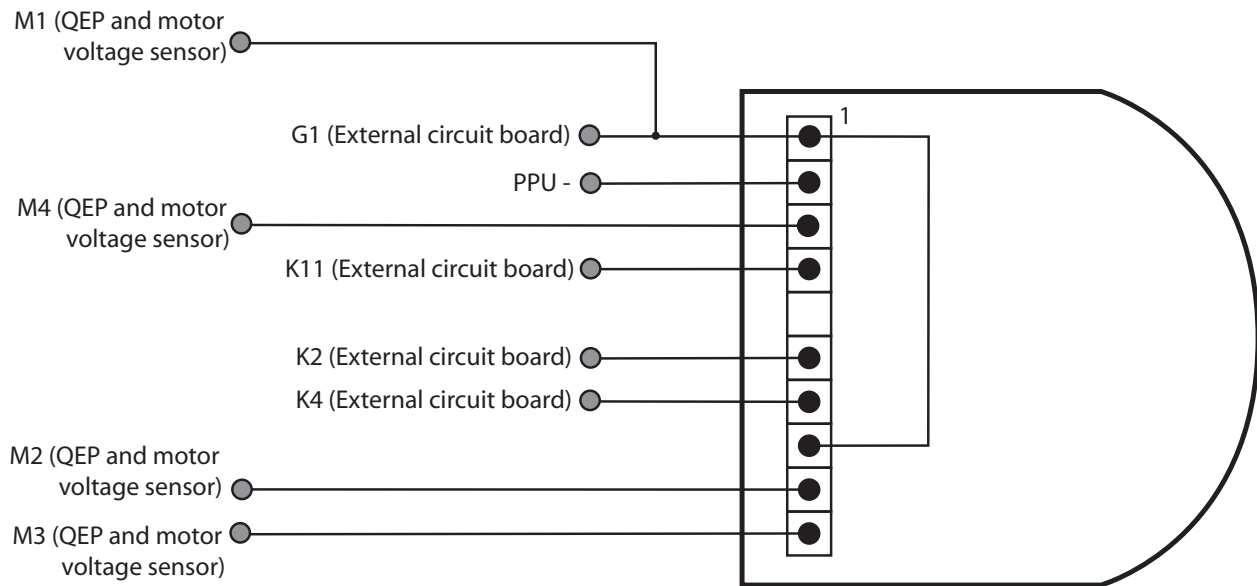 M1 (QEP and motor
voltage sensor)
1
G1 (External circuit board)
PPU -
M4 (QEP and motor
voltage sensor)
K11 (External circuit board)
K2 (External circuit board)
K4 (External circuit board)
M2 (QEP and motor
voltage sensor)
M3 (QEP and motor
voltage sensor)